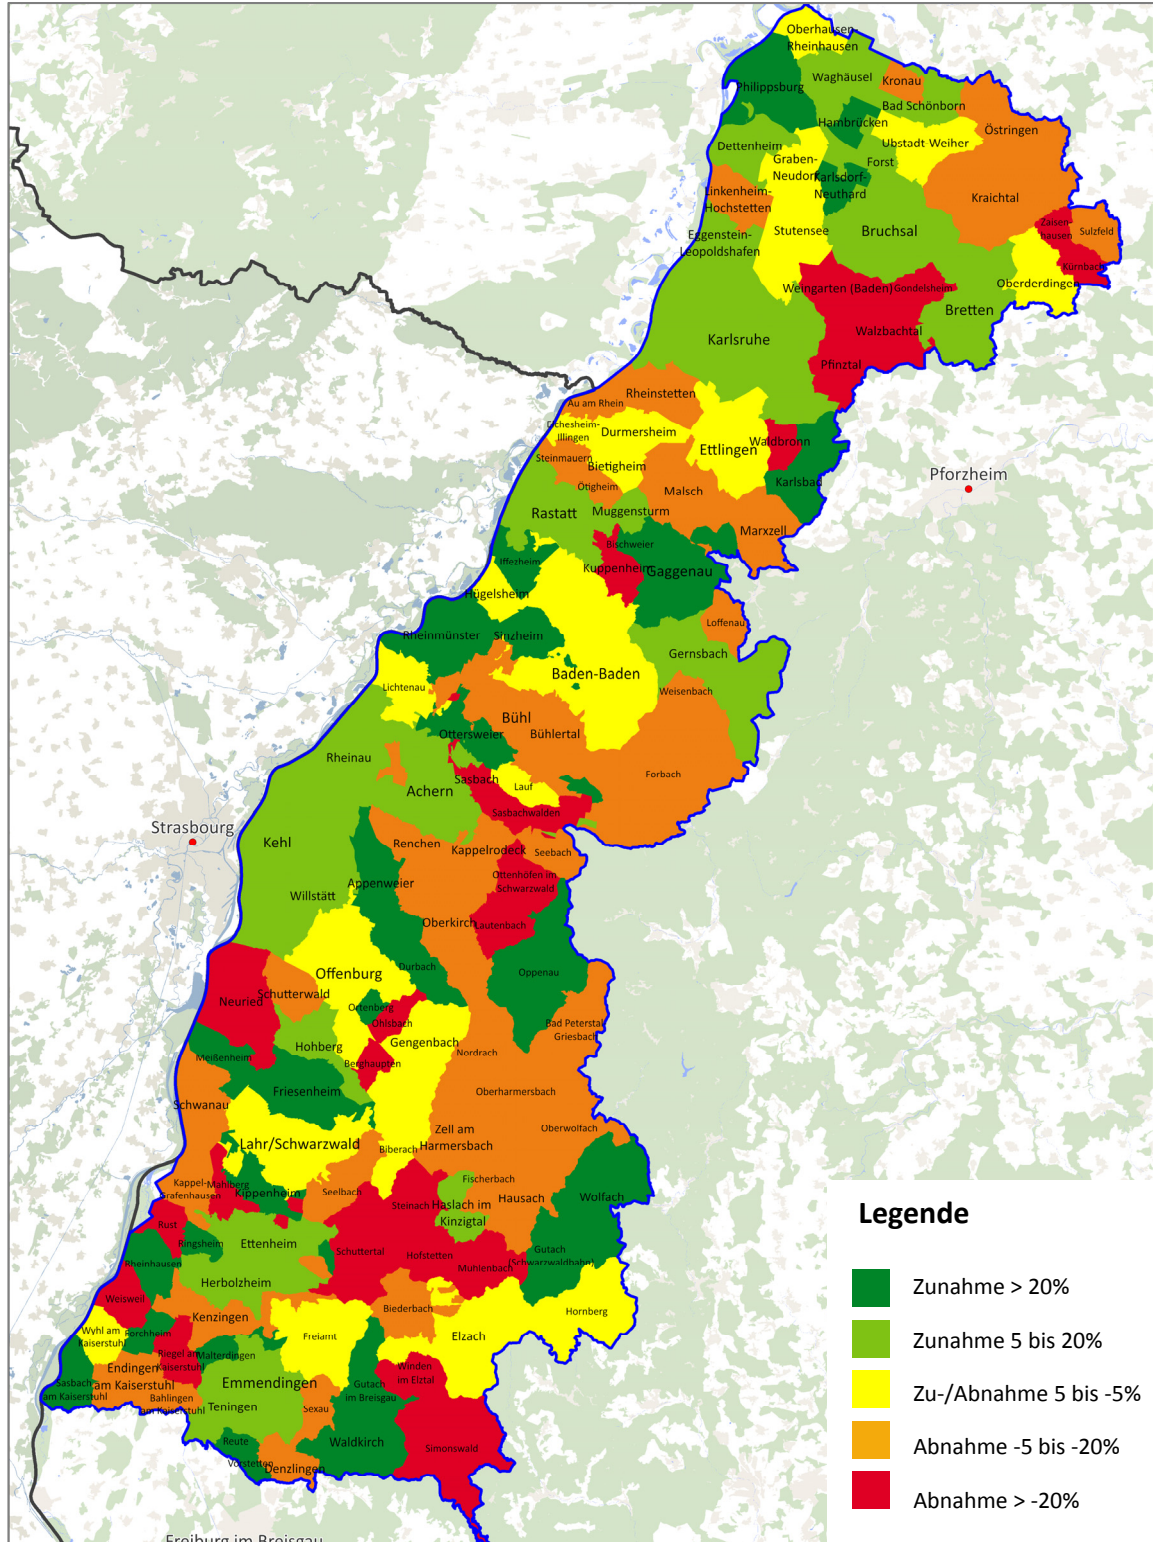 Oberhausen-
Rheinhausen
Philippsburg
Waghäusel
Kronau
Bad Schönborn
Östringen
Hambrücken
Dettenheim
Ubstadt-Weiher
Graben-
Neudorf
Forst
Karlsdorf-
Neuthard
Linkenheim-
Hochstetten
Kraichtal
Stutensee
Bruchsal
Zaisen-
hausen
Sulzfeld
Eggenstein-
Leopoldshafen
Kürnbach
Weingarten (Baden)
Gondelsheim
Oberderdingen
Bretten
Karlsruhe
Walzbachtal
Pfinztal
Rheinstetten
Au am Rhein
Elchesheim-
Illingen
Durmersheim
Ettlingen
Waldbronn
Steinmauern
Bietigheim
Ötigheim
Malsch
Karlsbad
Pforzheim
Rastatt
Muggensturm
Marxzell
Bischweier
Iffezheim
Kuppenheim
Gaggenau
Hügelsheim
Rheinmünster
Sinzheim
Loffenau
Gernsbach
Baden-Baden
Lichtenau
Weisenbach
Bühl
Ottersweier
Bühlertal
Rheinau
Forbach
Sasbach
Achern
Lauf
Sasbachwalden
Strasbourg
Kehl
Renchen
Kappelrodeck
Seebach
Ottenhöfen im
Schwarzwald
Appenweier
Willstätt
Oberkirch
Lautenbach
Offenburg
Durbach
Oppenau
Schutterwald
Neuried
Ortenberg
Ohlsbach
Bad Peterstal-
Griesbach
Hohberg
Gengenbach
Nordrach
Meißenheim
Berghaupten
Friesenheim
Oberharmersbach
Schwanau
Zell am
Harmersbach
Oberwolfach
Lahr/Schwarzwald
Biberach
Kappel-
Grafenhausen
Mahlberg
Kippenheim
Seelbach
Fischerbach
Steinach
Haslach im
Kinzigtal
Hausach
Wolfach
Rust
Ringsheim
Ettenheim
Schuttertal
Hofstetten
Mühlenbach
Gutach
(Schwarzwaldbahn)
Rheinhausen
Herbolzheim
Weisweil
Kenzingen
Biederbach
Hornberg
Wyhl am
Kaiserstuhl
Forchheim
Freiamt
Elzach
Riegel am
Kaiserstuhl
Malterdingen
Endingen
am Kaiserstuhl
Winden
im Elztal
Sasbach
am Kaiserstuhl
Emmendingen
Gutach
im Breisgau
Bahlingen
am Kaiserstuhl
Teningen
Sexau
Reute
Waldkirch
Simonswald
Vörstetten
Denzlingen
Freiburg im Breisgau
Legende
Zunahme > 20%
Zunahme 5 bis 20%
Zu-/Abnahme 5 bis -5%
Abnahme -5 bis -20%
Abnahme > -20%